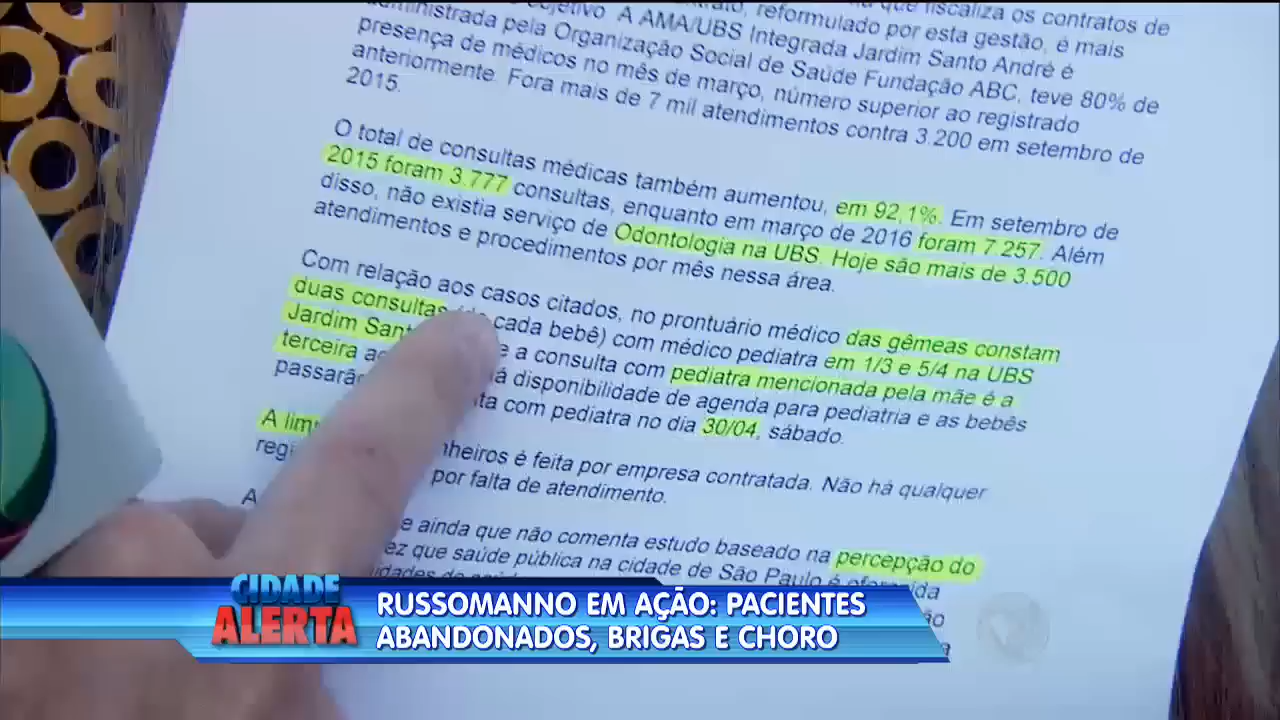 que fiscaliza os contratos de
objetivo. A AMA/UBS Integrada Jardim Santo André é
reformulado por esta gestão, é mais
administrada pela Organização Social de Saúde Fundação ABC, teve 80% de
presença de médicos no mês de março, número superior ao registrado
anteriormente. Fora mais de 7 mil atendimentos contra 3.200 em setembro de
2015.
O total de consultas médicas também aumentou, em 92,1%. Em setembro de
2015 foram 3.777 consultas, enquanto em março de 2016 foram 7.257. Além
disso, não existia serviço de Odontologia na UBS. Hoje são mais de 3.500
atendimentos e procedimentos por mês nessa área.
Com relação aos casos citados, no prontuário médico das gêmeas constam
duas consultas cada bebê) com médico pediatra em 1/3 e 5/4 na UBS
Jardim a consulta com pediatra mencionada pela mãe é a
terceira disponibilidade de agenda para pediatria e as bebês
passarão com pediatra no dia 30/04, sábado.
A é feita por empresa contratada. Não há qualquer
por falta de atendimento.
A
e ainda que não comenta estudo baseado na percepção do
que saúde pública na cidade de São Paulo é oferecida
CIDADE
ALERTA
RUSSOMANNO EM AÇÃO: PACIENTES
ABANDONADOS, BRIGAS E CHORO